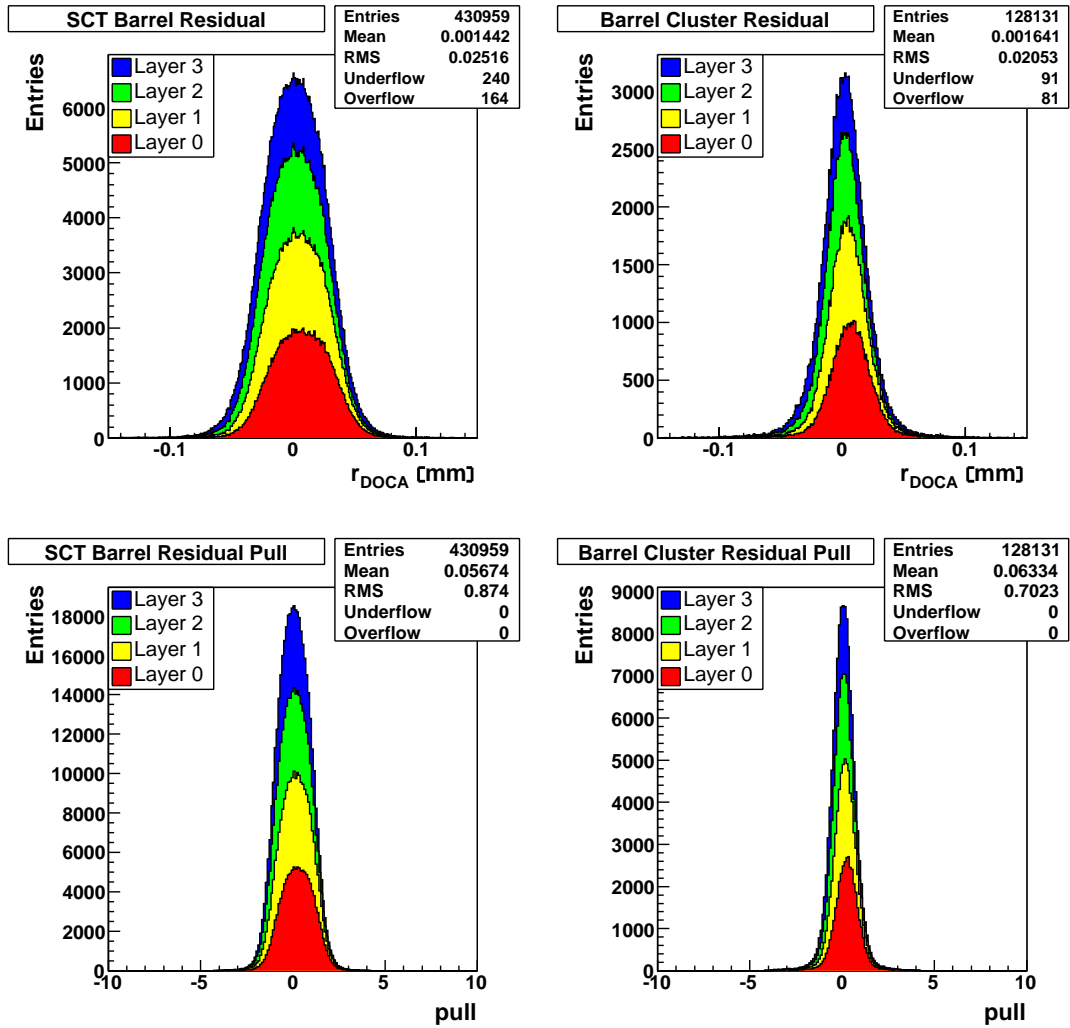 SCT Barrel Residual
Entries 430959
Mean 0.001442
RMS 0.02516
Underflow 240
Overflow 164
Layer 3
Layer 2
Layer 1
Layer 0
Entries
6000
5000
4000
3000
2000
1000
0
-0.1 0 0.1
r_DOCA [mm]
Barrel Cluster Residual
Entries 128131
Mean 0.001641
RMS 0.02053
Underflow 91
Overflow 81
Layer 3
Layer 2
Layer 1
Layer 0
Entries
3000
2500
2000
1500
1000
500
0
-0.1 0 0.1
r_DOCA [mm]
SCT Barrel Residual Pull
Entries 430959
Mean 0.05674
RMS 0.874
Underflow 0
Overflow 0
Layer 3
Layer 2
Layer 1
Layer 0
Entries
18000
16000
14000
12000
10000
8000
6000
4000
2000
0
-10 -5 0 5 10
pull
Barrel Cluster Residual Pull
Entries 128131
Mean 0.06334
RMS 0.7023
Underflow 0
Overflow 0
Layer 3
Layer 2
Layer 1
Layer 0
Entries
9000
8000
7000
6000
5000
4000
3000
2000
1000
0
-10 -5 0 5 10
pull